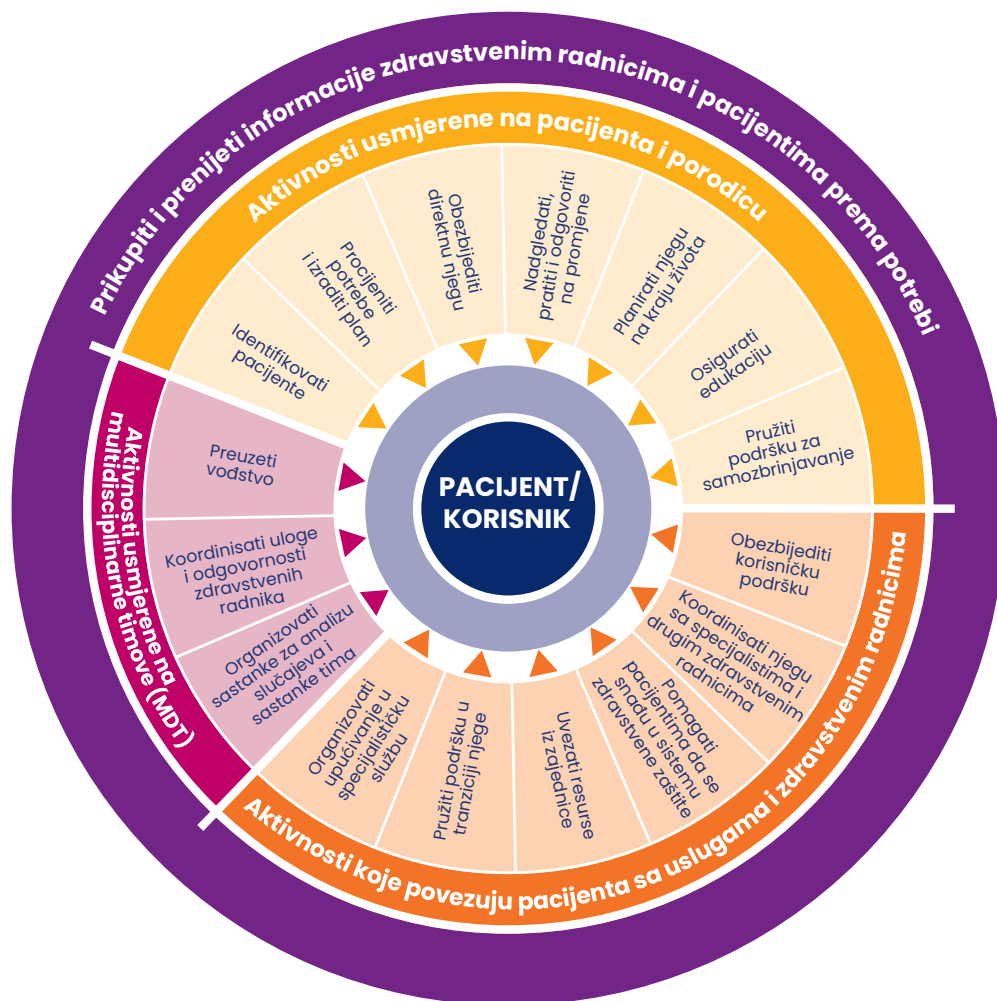 Prikupiti i prenijeti informacije zdravstvenim radnicima i pacijentima prema potrebi
Aktivnosti usmjerene na pacijenta i porodicu
Identifikovati
pacijente
Procijeniti
potrebe
i izraditi plan
Obezbijediti
direktnu njegu
Nadgledati,
pratiti i odgovoriti
na promjene
Planirati njegu
na kraju života
Osigurati
edukaciju
Pružiti
podršku za
samozbrinjavanje
Aktivnosti koje povezuju pacijenta sa uslugama i zdravstvenim radnicima
Obezbijediti
korisničku
podršku
Koordinisati njegu
sa specijalistima i
drugim zdravstvenim
radnicima
Pomagati
pacijentima da se
snađu u sistemu
zdravstvene zaštite
Uvezati resurse
iz zajednice
Pružiti podršku u
tranziciji njege
Organizovati
upućivanje u
specijalističku
službu
Aktivnosti usmjerene na
multidisciplinarne timove (MDT)
Organizovati
sastanke za analizu
slučajeva i
sastanke tima
Koordinisati uloge
i odgovornosti
zdravstvenih
radnika
Preuzeti
vodstvo
PACIJENT/
KORISNIK